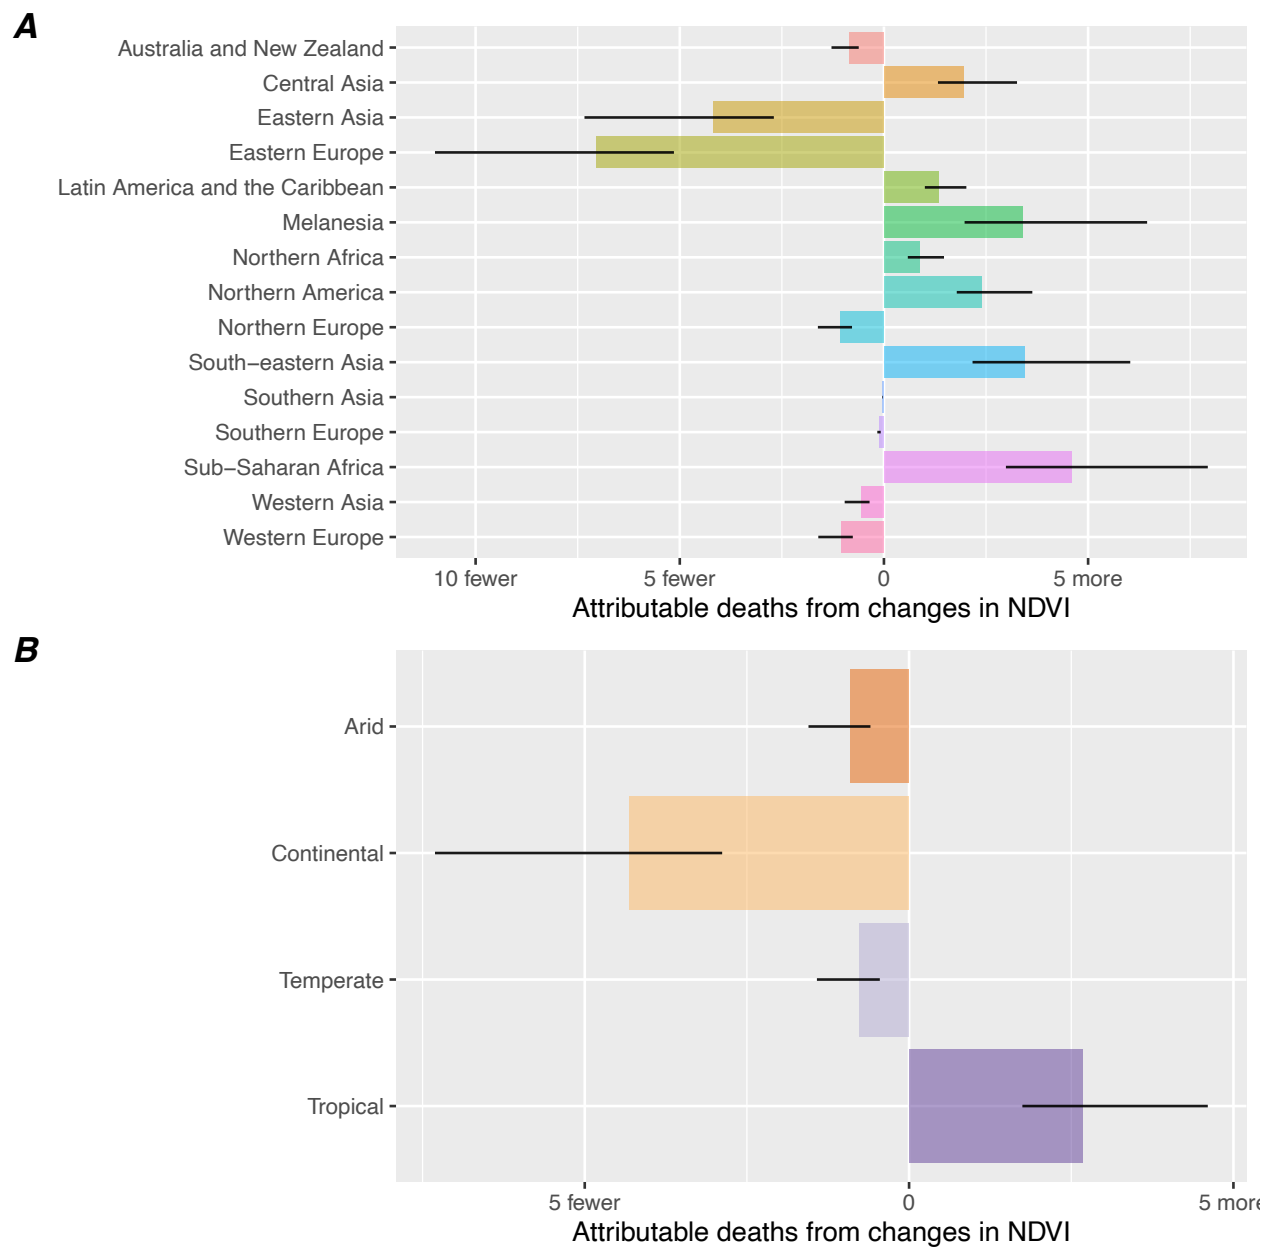 A
Australia and New Zealand
Central Asia
Eastern Asia
Eastern Europe
Latin America and the Caribbean
Melanesia
Northern Africa
Northern America
Northern Europe
South−eastern Asia
Southern Asia
Southern Europe
Sub−Saharan Africa
Western Asia
Western Europe
10 fewer 5 fewer 0 5 more
Attributable deaths from changes in NDVI
B
Arid
Continental
Temperate
Tropical
5 fewer 0 5 more
Attributable deaths from changes in NDVI